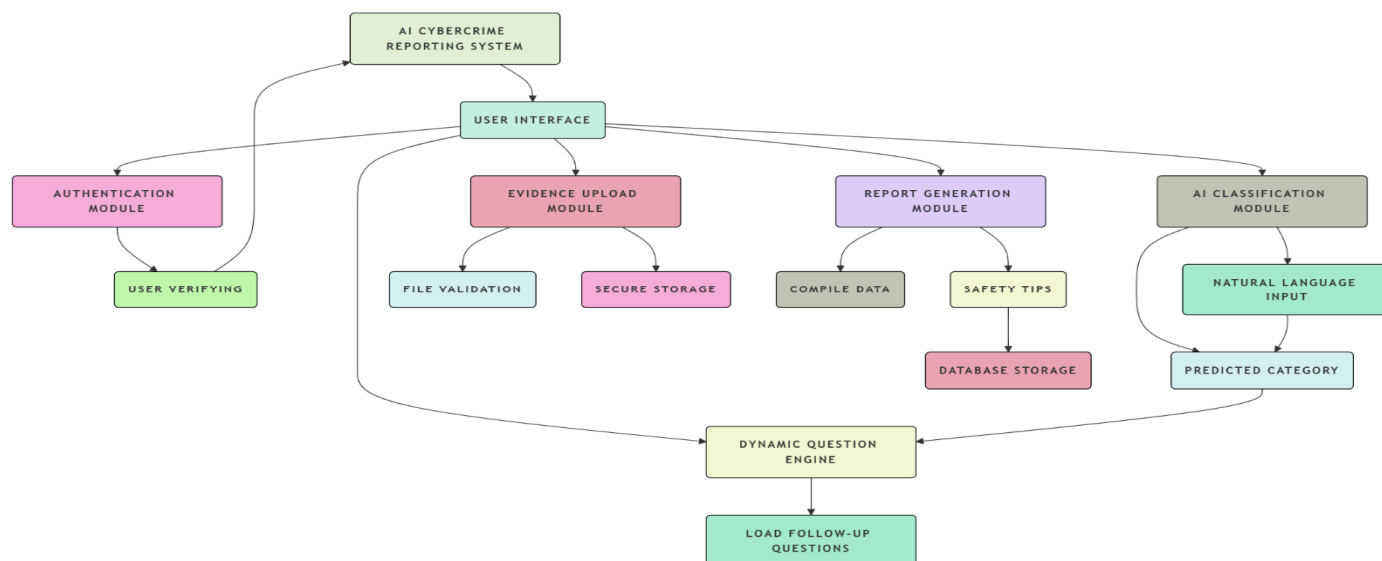 AI CYBERCRIME
REPORTING SYSTEM
USER INTERFACE
AUTHENTICATION
MODULE
EVIDENCE UPLOAD
MODULE
REPORT GENERATION
MODULE
AI CLASSIFICATION
MODULE
USER VERIFYING
FILE VALIDATION
SECURE STORAGE
COMPILE DATA
SAFETY TIPS
NATURAL LANGUAGE
INPUT
DATABASE STORAGE
PREDICTED CATEGORY
DYNAMIC QUESTION
ENGINE
LOAD FOLLOW-UP
QUESTIONS